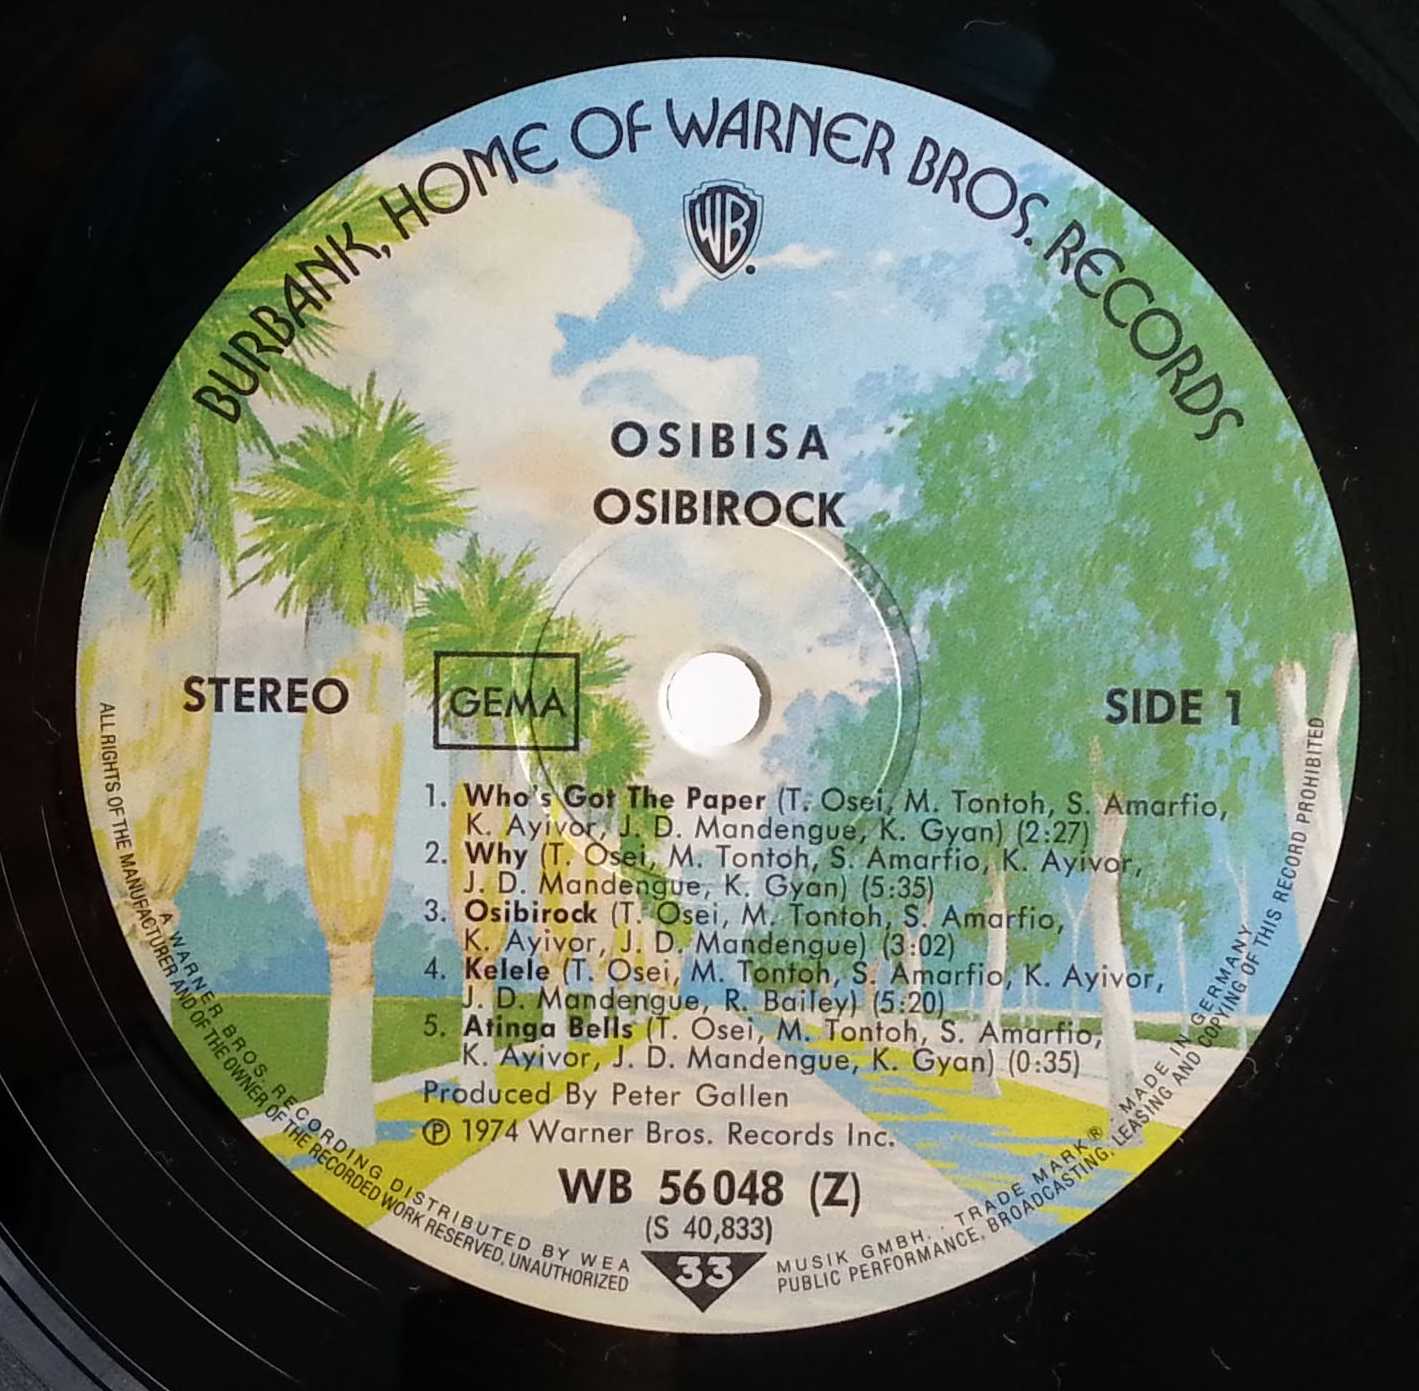 BURBANK, HOME OF WARNER BROS. RECORDS
WB
OSIBISA
OSIBIROCK
STEREO
GEMA
SIDE 1
1. Who's Got The Paper (T. Osei, M. Tontoh, S. Amarfio,
K. Ayivor, J. D. Mandengue, K. Gyan) (2:27)
2. Why (T. Osei, M. Tontoh, S. Amarfio, K. Ayivor,
J. D. Mandengue, K. Gyan) (5:35)
3. Osibirock (T. Osei, M. Tontoh, S. Amarfio,
K. Ayivor, J. D. Mandengue) (3:02)
4. Kelele (T. Osei, M. Tontoh, S. Amarfio, K. Ayivor,
J. D. Mandengue, R. Bailey) (5:20)
5. Atinga Bells (T. Osei, M. Tontoh, S. Amarfio,
K. Ayivor, J. D. Mandengue, K. Gyan) (0:35)
Produced By Peter Gallen
℗ 1974 Warner Bros. Records Inc.
WB 56 048 (Z)
(S 40,833)
33
A WARNER BROS. RECORDING DISTRIBUTED BY WEA MUSIK GMBH. . TRADE MARK® . MADE IN GERMANY
ALL RIGHTS OF THE MANUFACTURER AND OF THE OWNER OF THE RECORDED WORK RESERVED. UNAUTHORIZED PUBLIC PERFORMANCE, BROADCASTING, LEASING AND COPYING OF THIS RECORD PROHIBITED